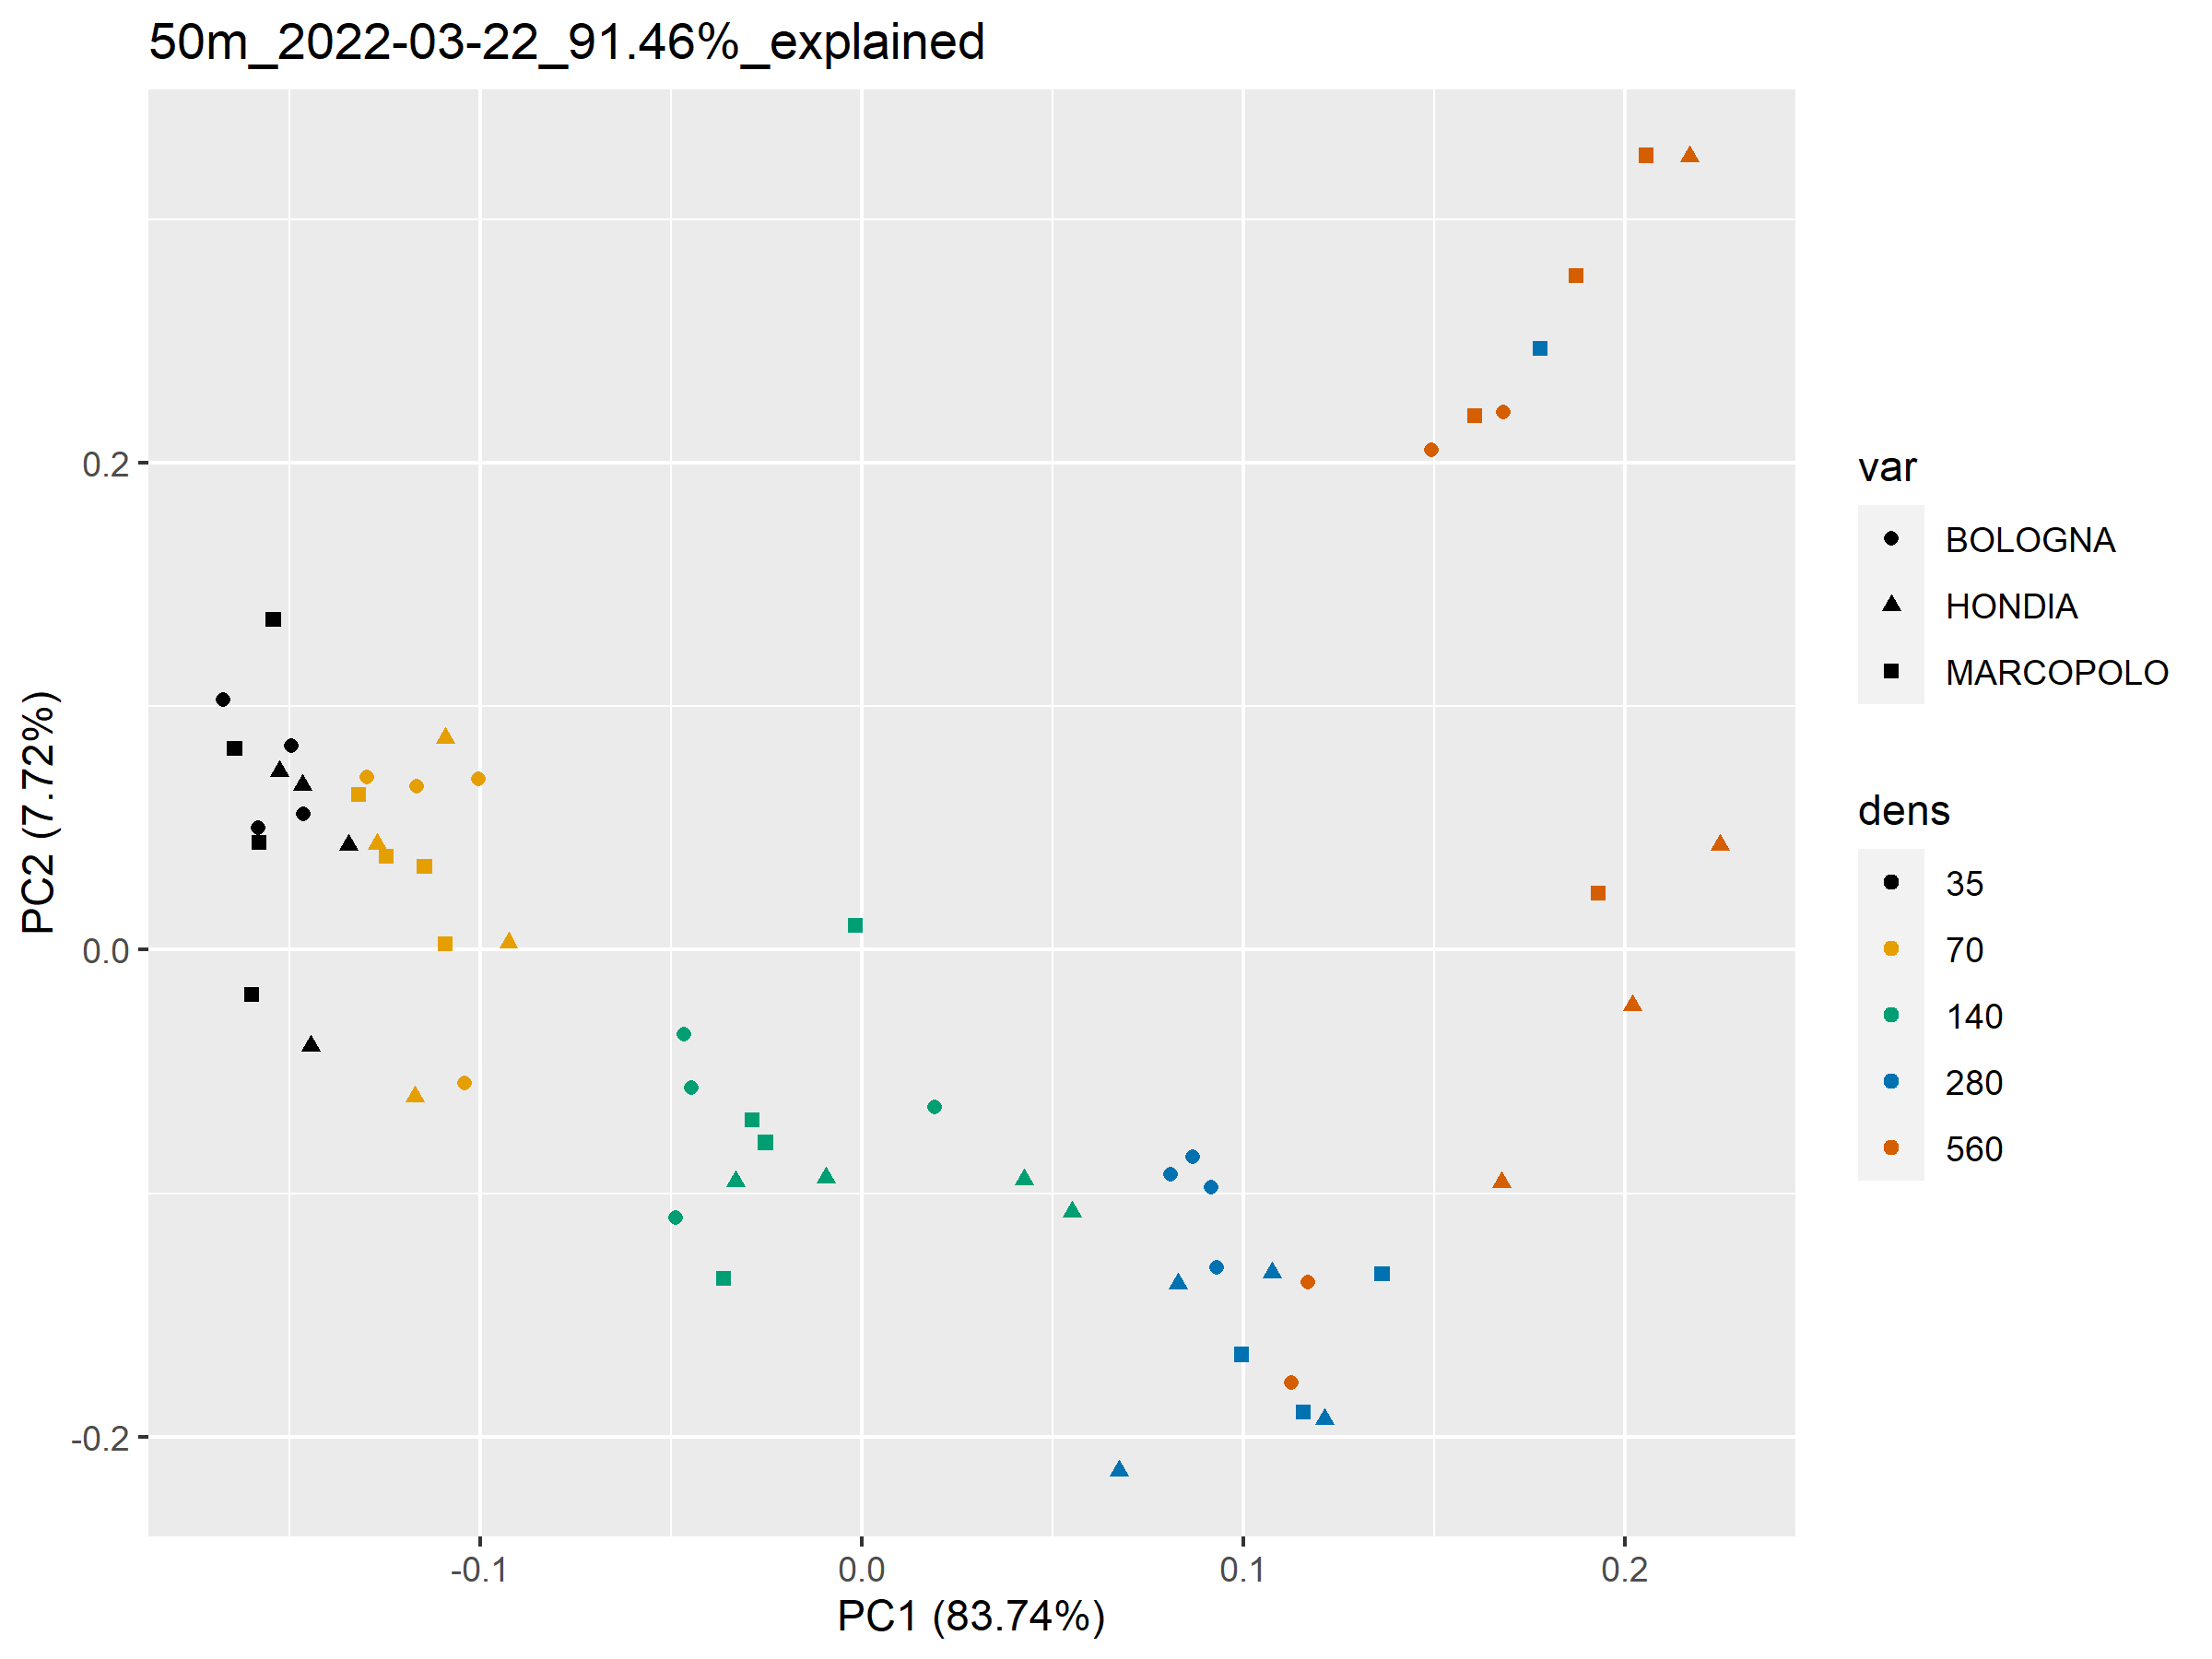 50m_2022-03-22_91.46%_explained
PC2 (7.72%)
0.2
0.0
-0.2
-0.1
0.0
0.1
0.2
PC1 (83.74%)
var
BOLOGNA
HONDIA
MARCOPOLO
dens
35
70
140
280
560